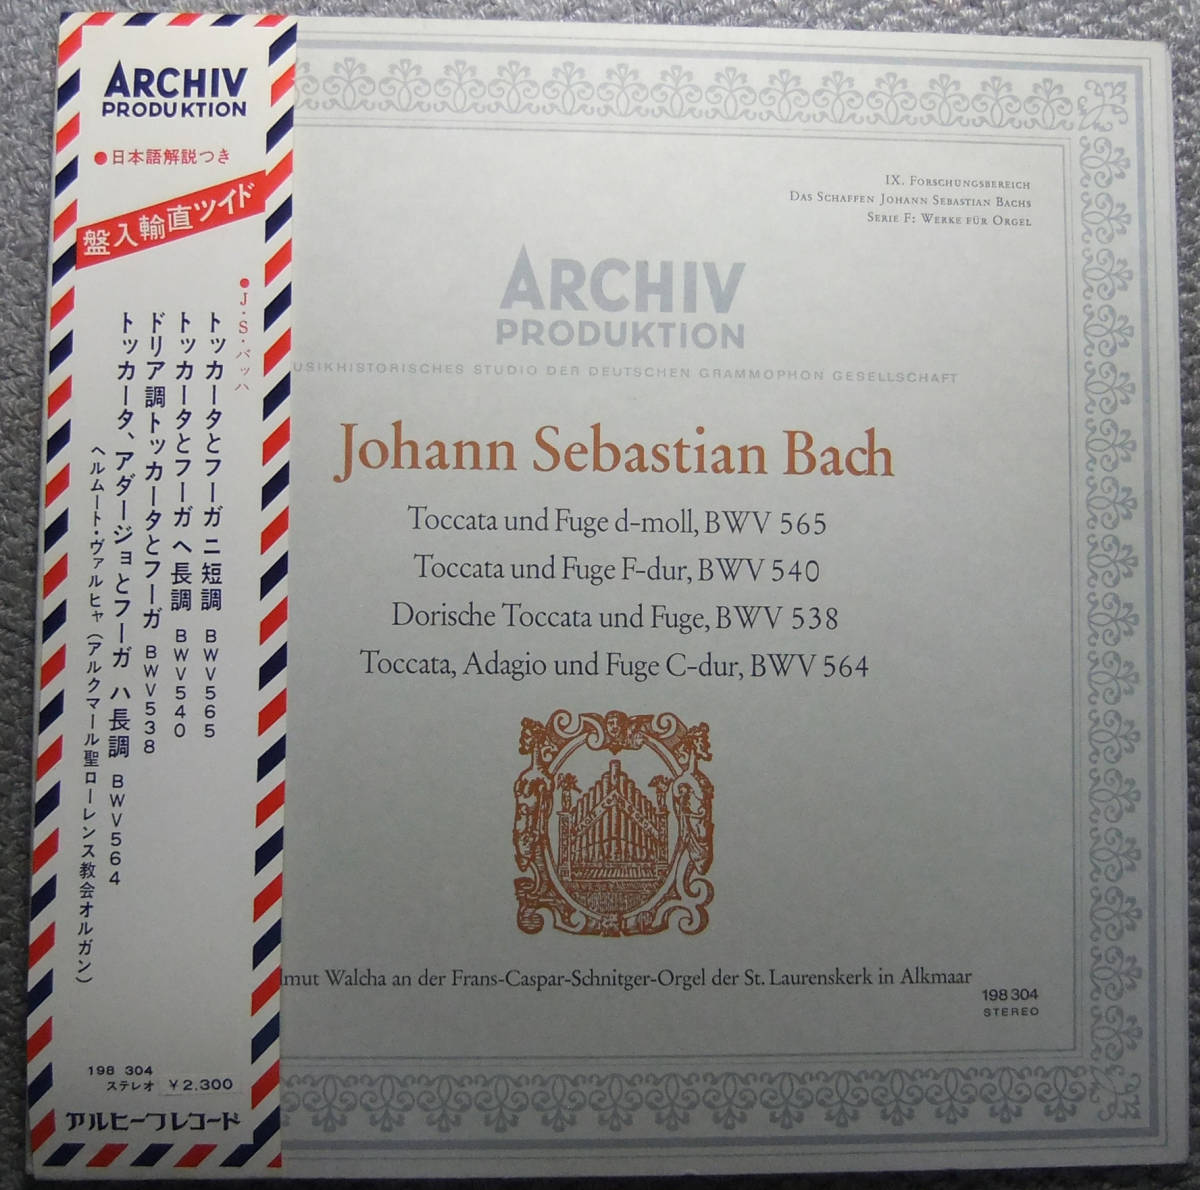 ARCHIV
PRODUKTION
●日本語解説つき
ドイツ直輸入盤
●J・S・バッハ
トッカータとフーガ ニ短調 BWV565
トッカータとフーガ ヘ長調 BWV540
ドリア調トッカータとフーガ BWV538
トッカータ、アダージョとフーガ ハ長調 BWV564
ヘルムート・ヴァルヒャ(アルクマール聖ローレンス教会オルガン)
198 304
ステレオ ¥2.300
アルヒーフレコード
IX. FORSCHUNGSBEREICH
DAS SCHAFFEN JOHANN SEBASTIAN BACHS
SERIE F: WERKE FÜR ORGEL
ARCHIV
PRODUKTION
USIKHISTORISCHES STUDIO DER DEUTSCHEN GRAMMOPHON GESELLSCHAFT
Johann Sebastian Bach
Toccata und Fuge d-moll, BWV 565
Toccata und Fuge F-dur, BWV 540
Dorische Toccata und Fuge, BWV 538
Toccata, Adagio und Fuge C-dur, BWV 564
lmut Walcha an der Frans-Caspar-Schnitger-Orgel der St. Laurenskerk in Alkmaar
198 304
STEREO